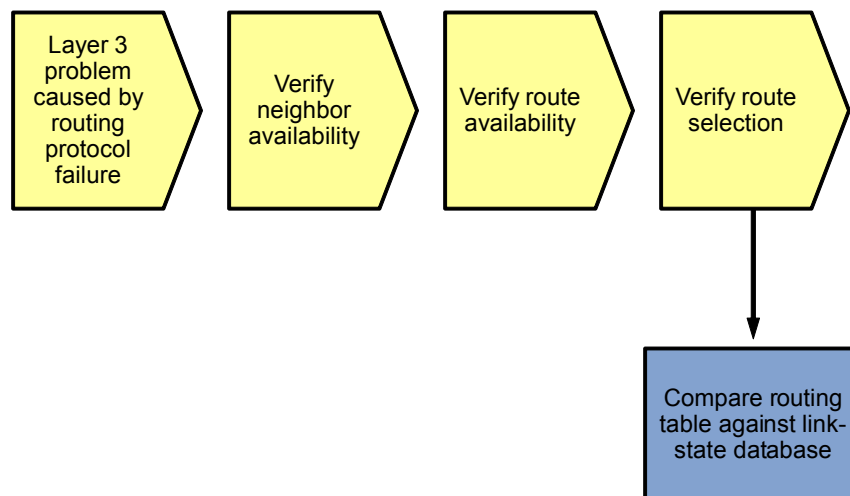 Layer 3
problem
caused by
routing
protocol
failure
Verify
neighbor
availability
Verify route
availability
Verify route
selection
Compare routing
table against link-
state database